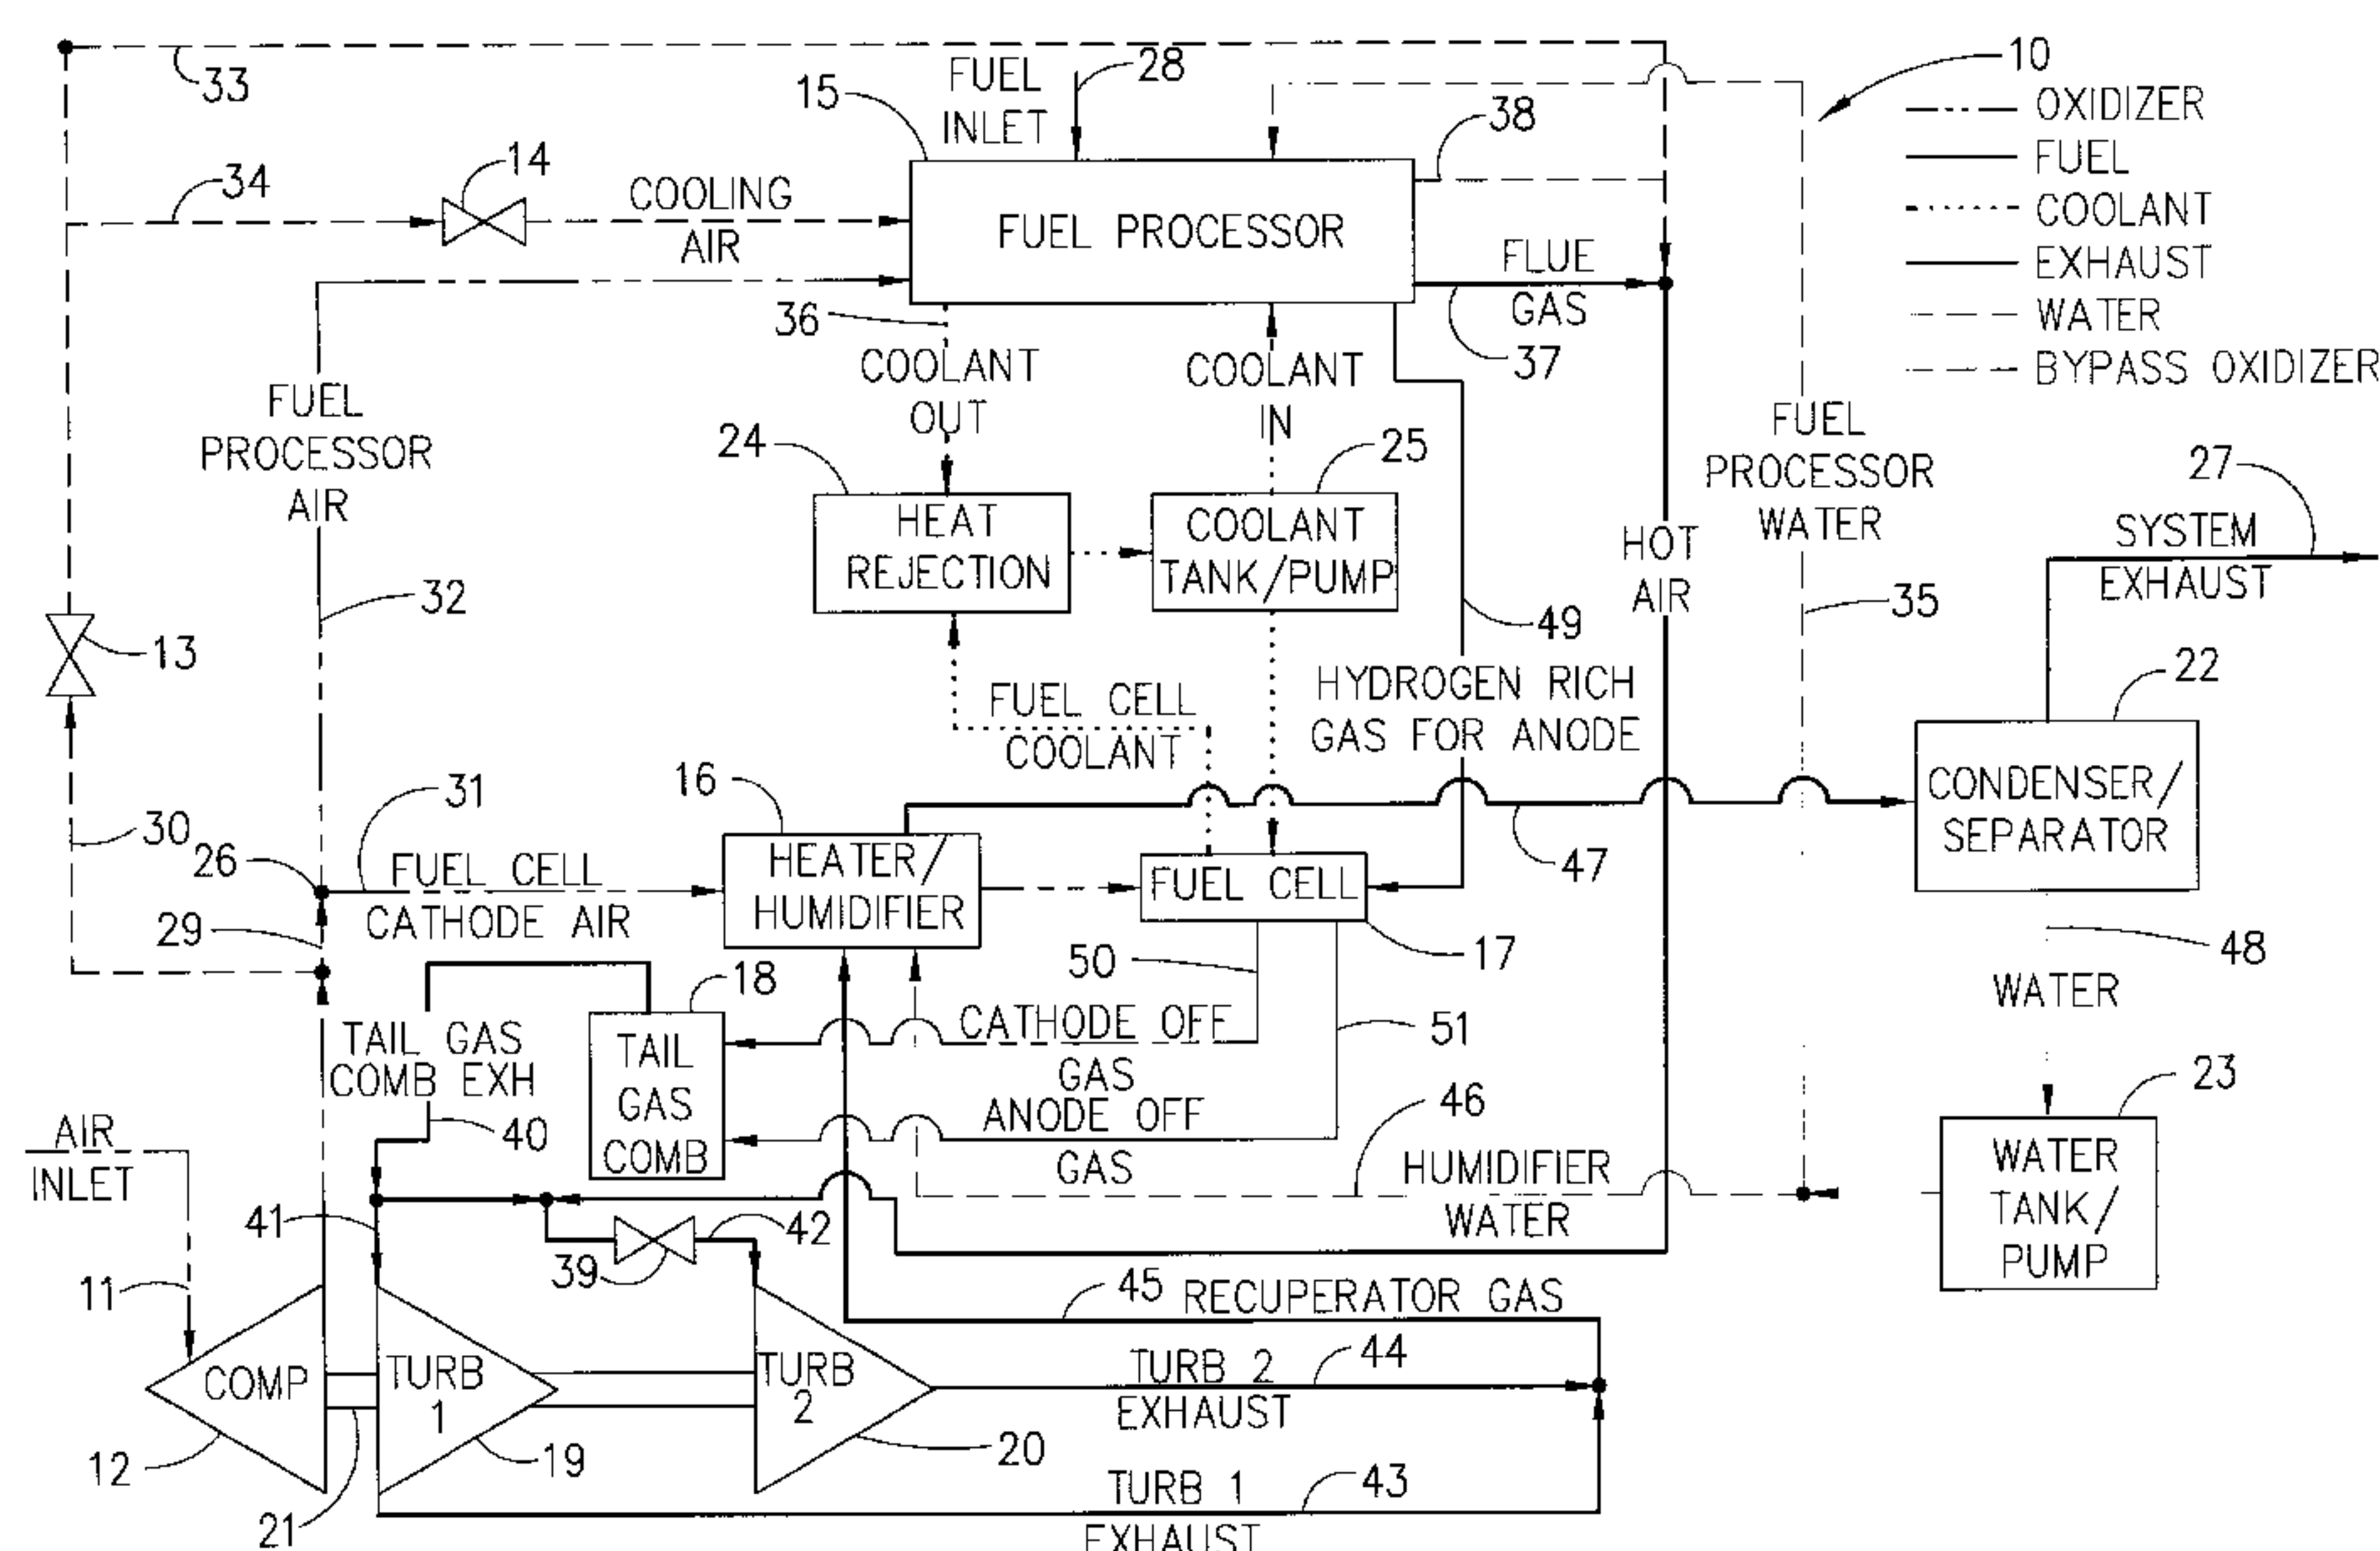 33
FUEL
INLET
28
15
38
10
OXIDIZER
FUEL
COOLANT
EXHAUST
WATER
BYPASS OXIDIZER
34
14
COOLING
AIR
FUEL PROCESSOR
FLUE
GAS
37
36
COOLANT
OUT
COOLANT
IN
FUEL
PROCESSOR
AIR
24
25
HEAT
REJECTION
COOLANT
TANK/PUMP
FUEL
PROCESSOR
WATER
HOT
AIR
27
SYSTEM
EXHAUST
32
35
49
13
22
FUEL CELL
COOLANT
HYDROGEN RICH
GAS FOR ANODE
CONDENSER/
SEPARATOR
16
31
30
26
FUEL CELL
CATHODE AIR
HEATER/
HUMIDIFIER
FUEL CELL
47
29
50
17
48
WATER
18
TAIL GAS
COMB EXH
TAIL
GAS
COMB
CATHODE OFF
GAS
51
ANODE OFF
GAS
46
23
40
AIR
INLET
HUMIDIFIER
WATER
WATER
TANK/
PUMP
41
42
39
11
45
RECUPERATOR GAS
COMP
TURB
1
TURB
2
TURB 2
EXHAUST
44
12
19
20
21
TURB 1
EXHAUST
43